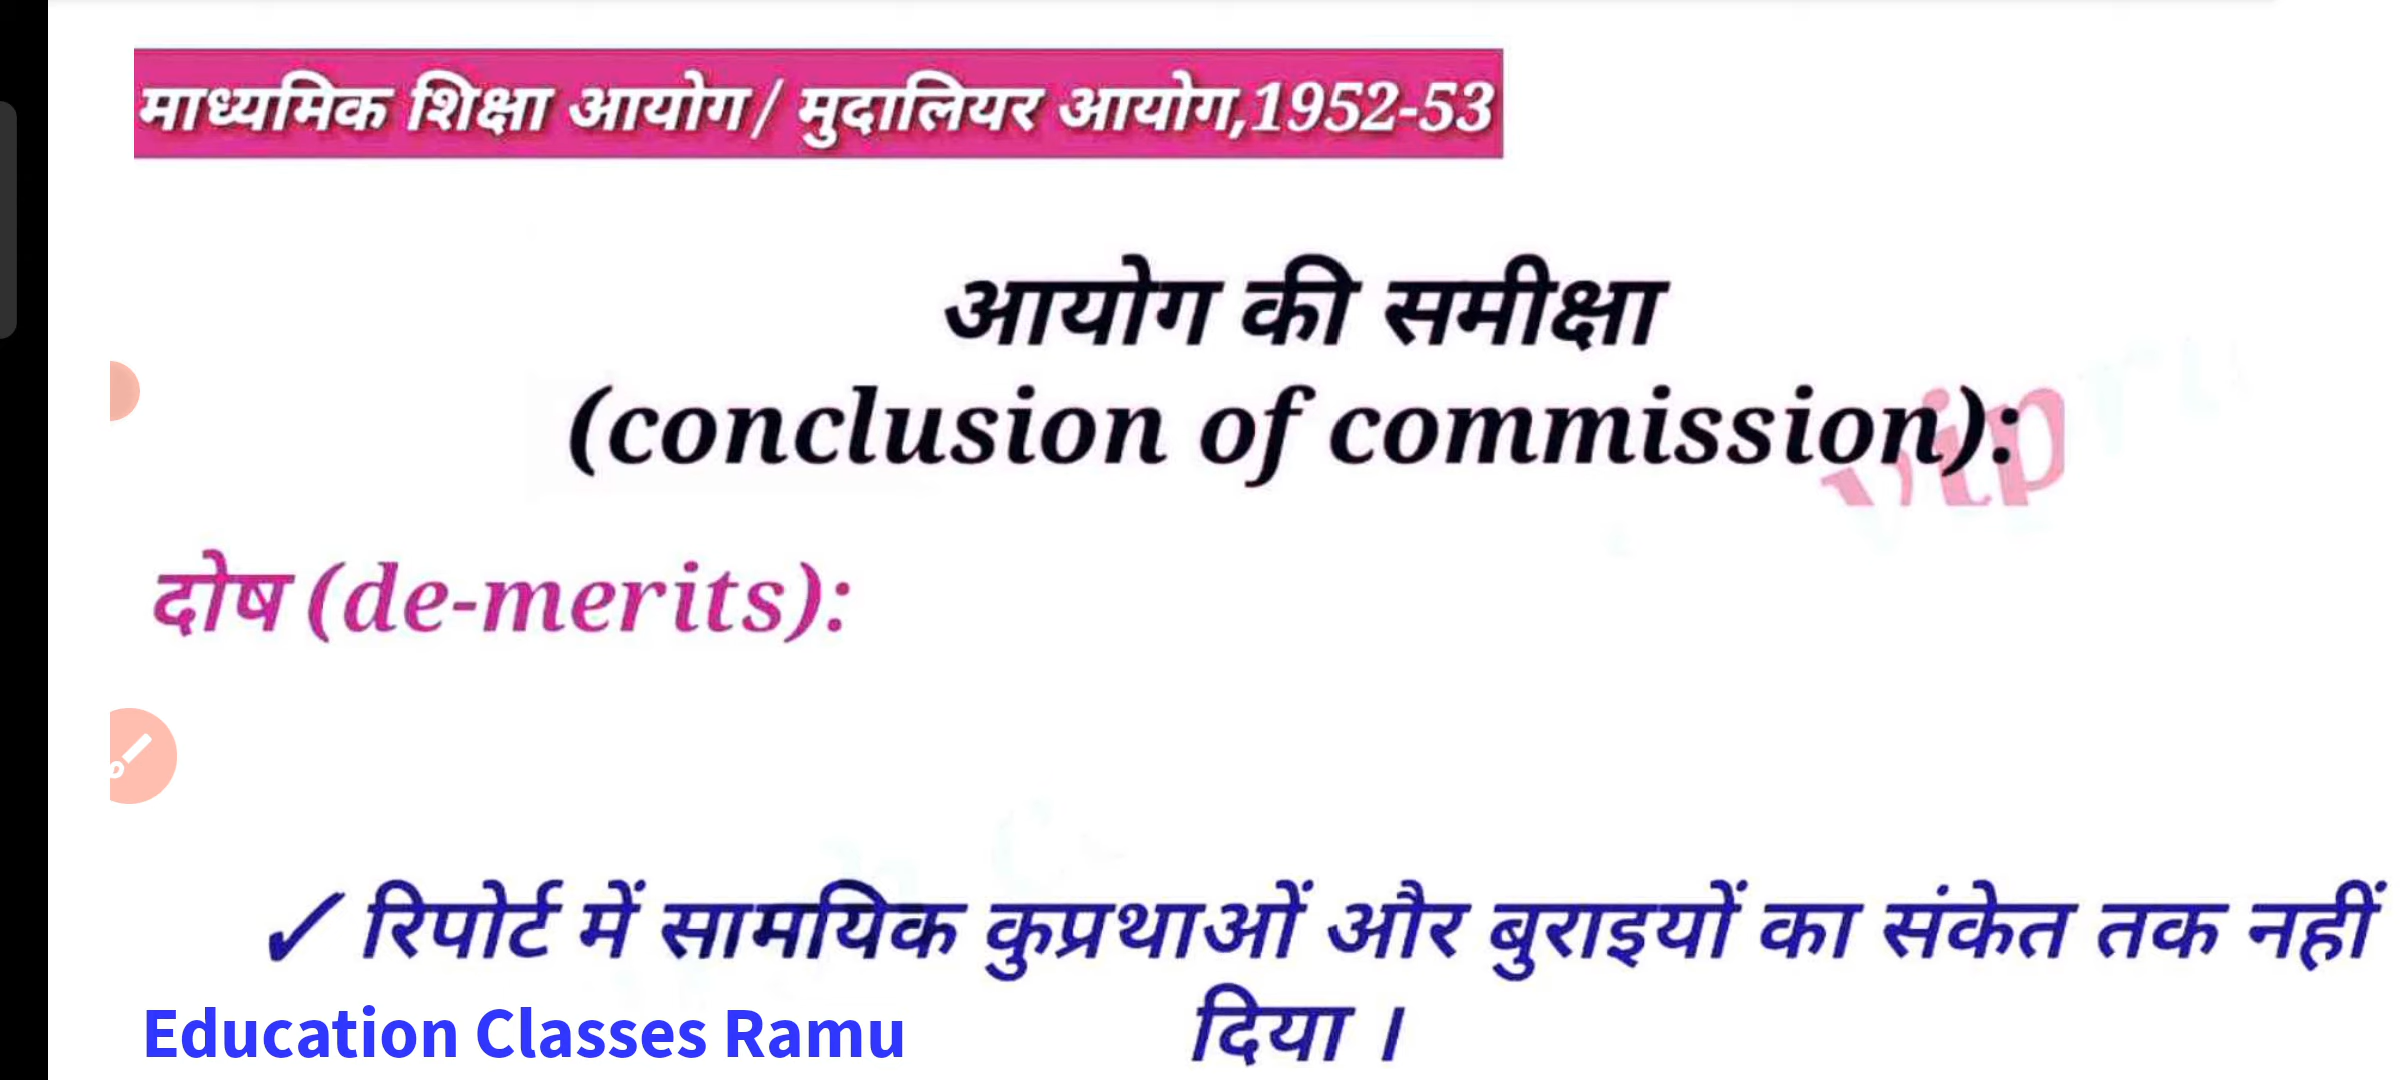 माध्यमिक शिक्षा आयोग/ मुदालियर आयोग,1952-53
आयोग की समीक्षा
(conclusion of commission):
vip
दोष (de-merits):
✓ रिपोर्ट में सामयिक कुप्रथाओं और बुराइयों का संकेत तक नहीं
दिया ।
Education Classes Ramu